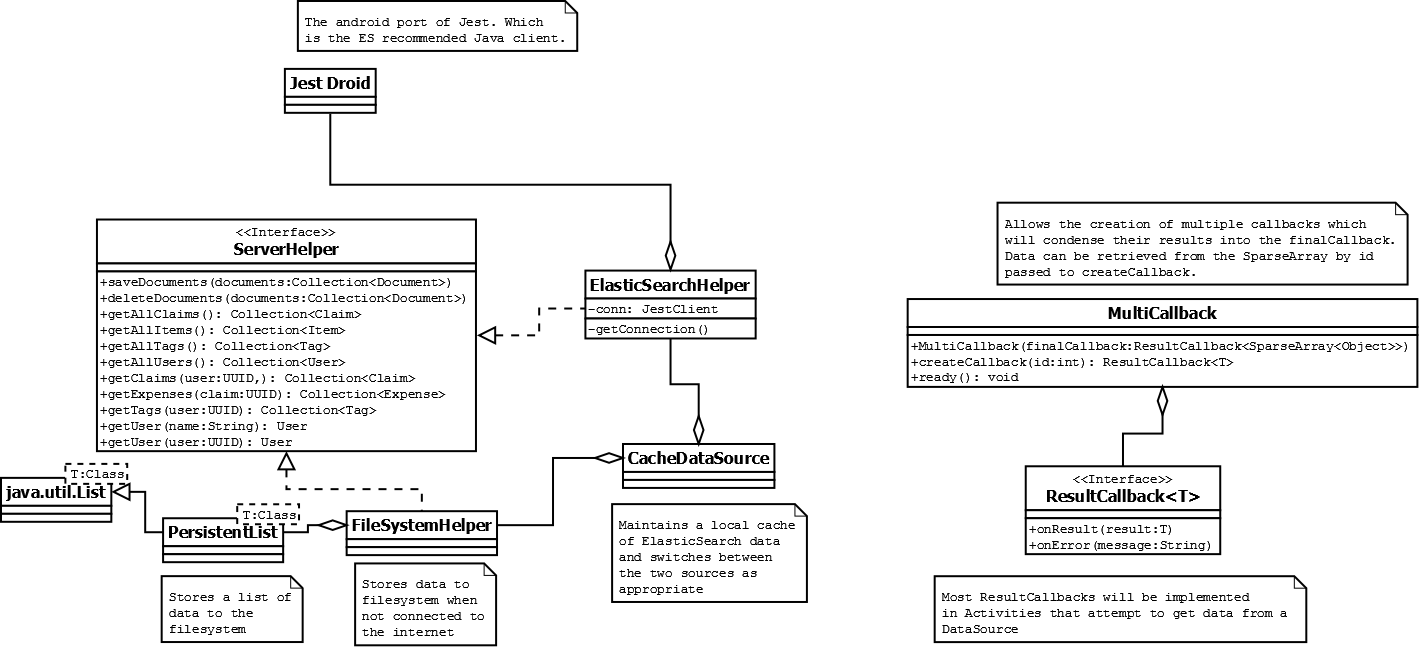 The android port of Jest. Which
is the ES recommended Java client.
Jest Droid
<<Interface>>
ServerHelper
+saveDocuments(documents:Collection<Document>)
+deleteDocuments(documents:Collection<Document>)
+getAllClaims(): Collection<Claim>
+getAllItems(): Collection<Item>
+getAllTags(): Collection<Tag>
+getAllUsers(): Collection<User>
+getClaims(user:UUID,): Collection<Claim>
+getExpenses(claim:UUID): Collection<Expense>
+getTags(user:UUID): Collection<Tag>
+getUser(name:String): User
+getUser(user:UUID): User
ElasticSearchHelper
-conn: JestClient
-getConnection()
CacheDataSource
Maintains a local cache
of ElasticSearch data
and switches between
the two sources as
appropriate
T:Class
java.util.List
T:Class
PersistentList
Stores a list of
data to the
filesystem
FileSystemHelper
Stores data to
filesystem when
not connected to
the internet
Allows the creation of multiple callbacks which
will condense their results into the finalCallback.
Data can be retrieved from the SparseArray by id
passed to createCallback.
MultiCallback
+MultiCallback(finalCallback:ResultCallback<SparseArray<Object>>)
+createCallback(id:int): ResultCallback<T>
+ready(): void
<<Interface>>
ResultCallback<T>
+onResult(result:T)
+onError(message:String)
Most ResultCallbacks will be implemented
in Activities that attempt to get data from a
DataSource